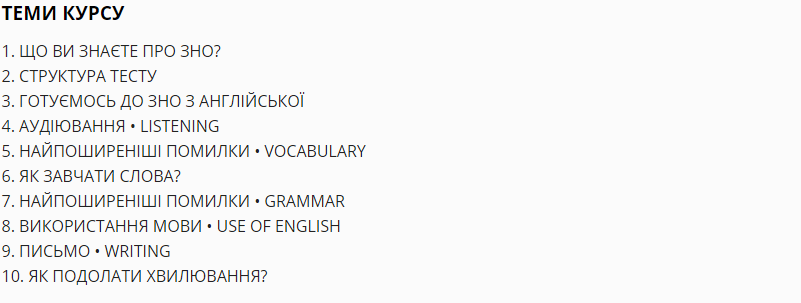 ТЕМИ КУРСУ
1. ЩО ВИ ЗНАЄТЕ ПРО ЗНО?
2. СТРУКТУРА ТЕСТУ
3. ГОТУЄМОСЬ ДО ЗНО З АНГЛІЙСЬКОЇ
4. АУДІЮВАННЯ • LISTENING
5. НАЙПОШИРЕНІШІ ПОМИЛКИ • VOCABULARY
6. ЯК ЗАВЧАТИ СЛОВА?
7. НАЙПОШИРЕНІШІ ПОМИЛКИ • GRAMMAR
8. ВИКОРИСТАННЯ МОВИ • USE OF ENGLISH
9. ПИСЬМО • WRITING
10. ЯК ПОДОЛАТИ ХВИЛЮВАННЯ?